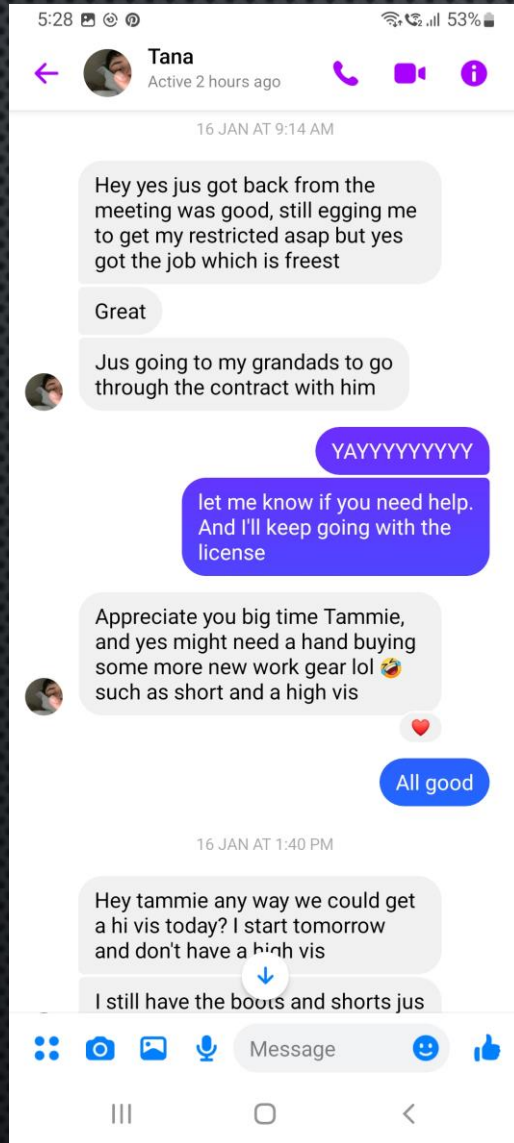 5:28 53%
Tana
Active 2 hours ago
16 JAN AT 9:14 AM
Hey yes jus got back from the
meeting was good, still egging me
to get my restricted asap but yes
got the job which is freest
Great
Jus going to my grandads to go
through the contract with him
YAYYYYYYYYYY
let me know if you need help.
And I'll keep going with the
license
Appreciate you big time Tammie,
and yes might need a hand buying
some more new work gear lol 🤣
such as short and a high vis
All good
16 JAN AT 1:40 PM
Hey tammie any way we could get
a hi vis today? I start tomorrow
and don't have a high vis
I still have the boots and shorts jus
Message